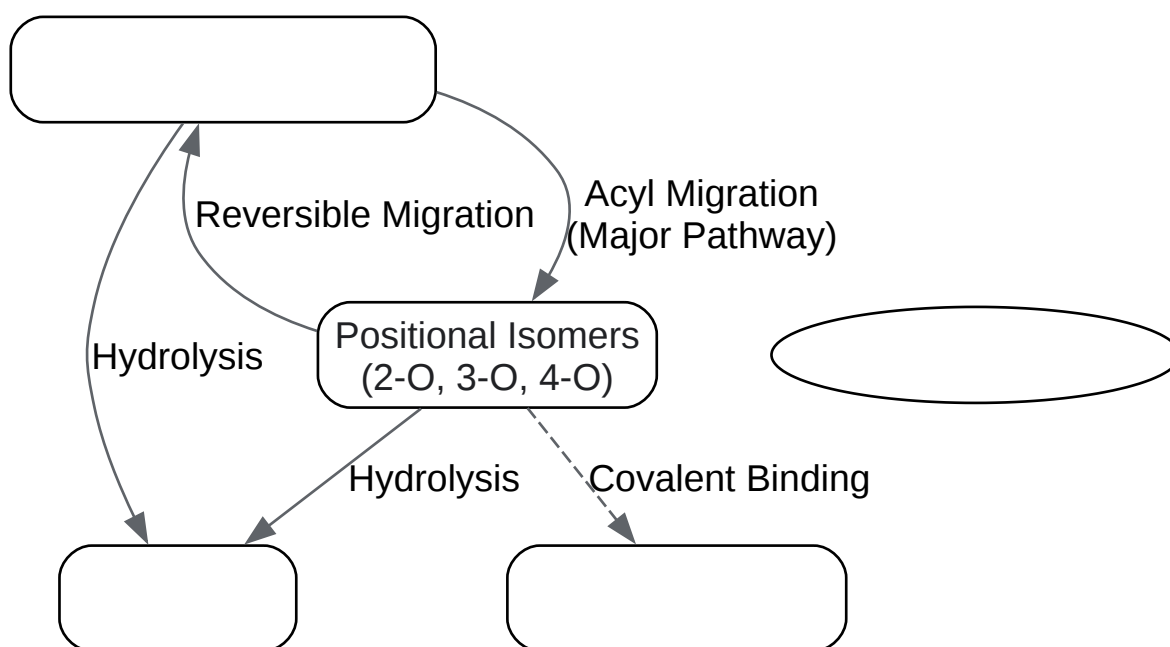 Acyl Migration
(Major Pathway)
Reversible Migration
Positional Isomers
(2-O, 3-O, 4-O)
Hydrolysis
Hydrolysis
Covalent Binding